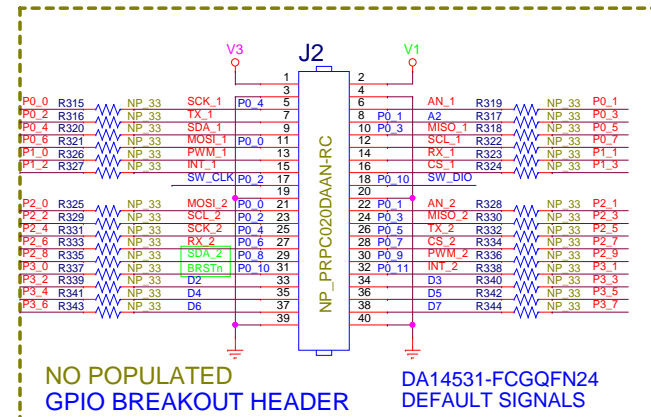 V3 J2 V1
1 2
3 4
P0_0 R315 NP_33 SCK_1 P0_4 5 6 AN_1 R319 NP_33 P0_1
P0_2 R316 NP_33 TX_1 7 8 P0_1 A2 R317 NP_33 P0_3
P0_4 R320 NP_33 SDA_1 9 10 P0_3 MISO_1 R318 NP_33 P0_5
P0_6 R321 NP_33 MOSI_1 P0_0 11 12 SCL_1 R322 NP_33 P0_7
P1_0 R326 NP_33 PWM_1 13 14 RX_1 R323 NP_33 P1_1
P1_2 R327 NP_33 INT_1 15 16 CS_1 R324 NP_33 P1_3
SW_CLK P0_2 17 18 P0_10 SW_DIO
19 20
P2_0 R325 NP_33 MOSI_2 P0_0 21 22 P0_1 AN_2 R328 NP_33 P2_1
P2_2 R329 NP_33 SCL_2 P0_2 23 24 P0_3 MISO_2 R330 NP_33 P2_3
P2_4 R331 NP_33 SCK_2 P0_4 25 26 P0_5 TX_2 R332 NP_33 P2_5
P2_6 R333 NP_33 RX_2 P0_6 27 28 P0_7 CS_2 R334 NP_33 P2_7
P2_8 R335 NP_33 SDA_2 P0_8 29 30 P0_9 PWM_2 R336 NP_33 P2_9
P3_0 R337 NP_33 BRSTn P0_10 31 32 P0_11 INT_2 R338 NP_33 P3_1
P3_2 R339 NP_33 D2 33 34 D3 R340 NP_33 P3_3
P3_4 R341 NP_33 D4 35 36 D5 R342 NP_33 P3_5
P3_6 R343 NP_33 D6 37 38 D7 R344 NP_33 P3_7
39 40
NP_PRPC020DAAN-RC
NO POPULATED
GPIO BREAKOUT HEADER
DA14531-FCGQFN24
DEFAULT SIGNALS